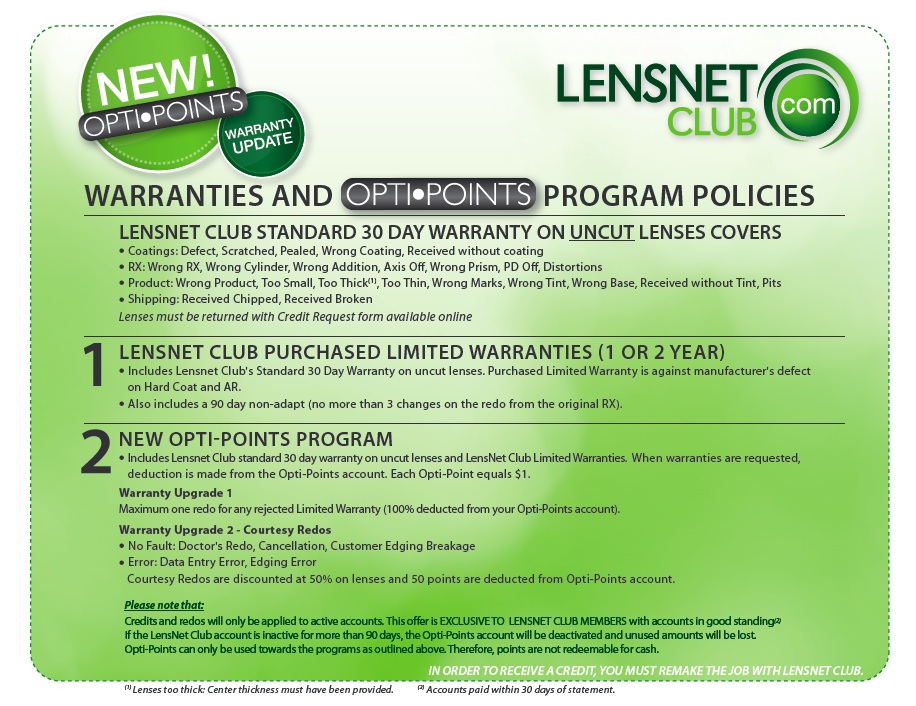 NEW!
OPTI•POINTS
WARRANTY
UPDATE
LENSNET
CLUB
com
WARRANTIES AND OPTI•POINTS PROGRAM POLICIES
LENSNET CLUB STANDARD 30 DAY WARRANTY ON UNCUT LENSES COVERS
• Coatings: Defect, Scratched, Pealed, Wrong Coating, Received without coating
• RX: Wrong RX, Wrong Cylinder, Wrong Addition, Axis Off, Wrong Prism, PD Off, Distortions
• Product: Wrong Product, Too Small, Too Thick(1), Too Thin, Wrong Marks, Wrong Tint, Wrong Base, Received without Tint, Pits
• Shipping: Received Chipped, Received Broken
Lenses must be returned with Credit Request form available online
1 LENSNET CLUB PURCHASED LIMITED WARRANTIES (1 OR 2 YEAR)
• Includes Lensnet Club's Standard 30 Day Warranty on uncut lenses. Purchased Limited Warranty is against manufacturer's defect
on Hard Coat and AR.
• Also includes a 90 day non-adapt (no more than 3 changes on the redo from the original RX).
2 NEW OPTI-POINTS PROGRAM
• Includes Lensnet Club standard 30 day warranty on uncut lenses and LensNet Club Limited Warranties. When warranties are requested,
deduction is made from the Opti-Points account. Each Opti-Point equals $1.
Warranty Upgrade 1
Maximum one redo for any rejected Limited Warranty (100% deducted from your Opti-Points account).
Warranty Upgrade 2 - Courtesy Redos
• No Fault: Doctor's Redo, Cancellation, Customer Edging Breakage
• Error: Data Entry Error, Edging Error
Courtesy Redos are discounted at 50% on lenses and 50 points are deducted from Opti-Points account.
Please note that:
Credits and redos will only be applied to active accounts. This offer is EXCLUSIVE TO LENSNET CLUB MEMBERS with accounts in good standing(2)
If the LensNet Club account is inactive for more than 90 days, the Opti-Points account will be deactivated and unused amounts will be lost.
Opti-Points can only be used towards the programs as outlined above. Therefore, points are not redeemable for cash.
IN ORDER TO RECEIVE A CREDIT, YOU MUST REMAKE THE JOB WITH LENSNET CLUB.
(1) Lenses too thick: Center thickness must have been provided. (2) Accounts paid within 30 days of statement.